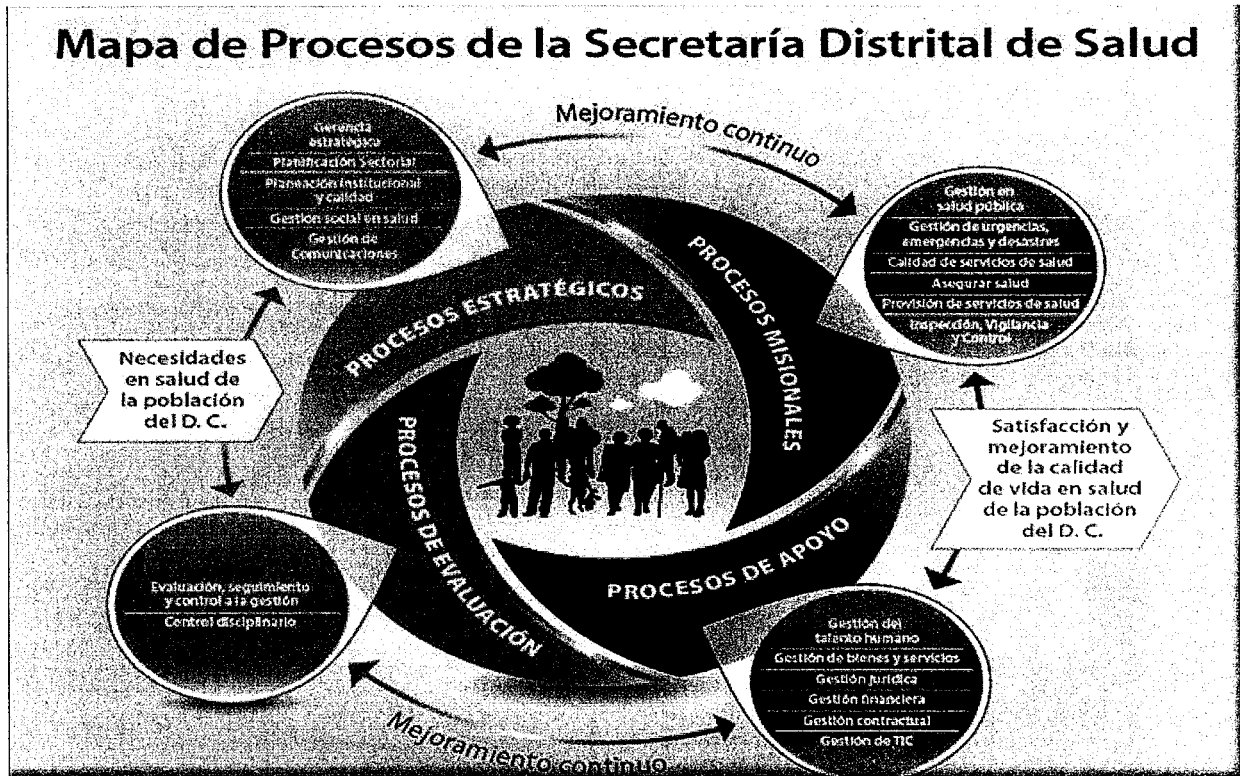 Mapa de Procesos de la Secretaría Distrital de Salud
Mejoramiento continuo
Gerencia
estratégica
Planificación Sectorial
Planeación institucional
y calidad
Gestión social en salud
Gestión de
Comunicaciones
Gestión en
salud pública
Gestión de urgencias,
emergencias y desastres
Calidad de servicios de salud
Asegurar salud
Provisión de servicios de salud
Inspección, Vigilancia
y Control
PROCESOS ESTRATÉGICOS
PROCESOS MISIONALES
Necesidades
en salud de
la población
del D. C.
Satisfacción y
mejoramiento
de la calidad
de vida en salud
de la población
del D. C.
PROCESOS DE EVALUACIÓN
PROCESOS DE APOYO
Evaluación, seguimiento
y control a la gestión
Control disciplinario
Gestión del
talento humano
Gestión de bienes y servicios
Gestión jurídica
Gestión financiera
Gestión contractual
Gestión de TIC
Mejoramiento continuo